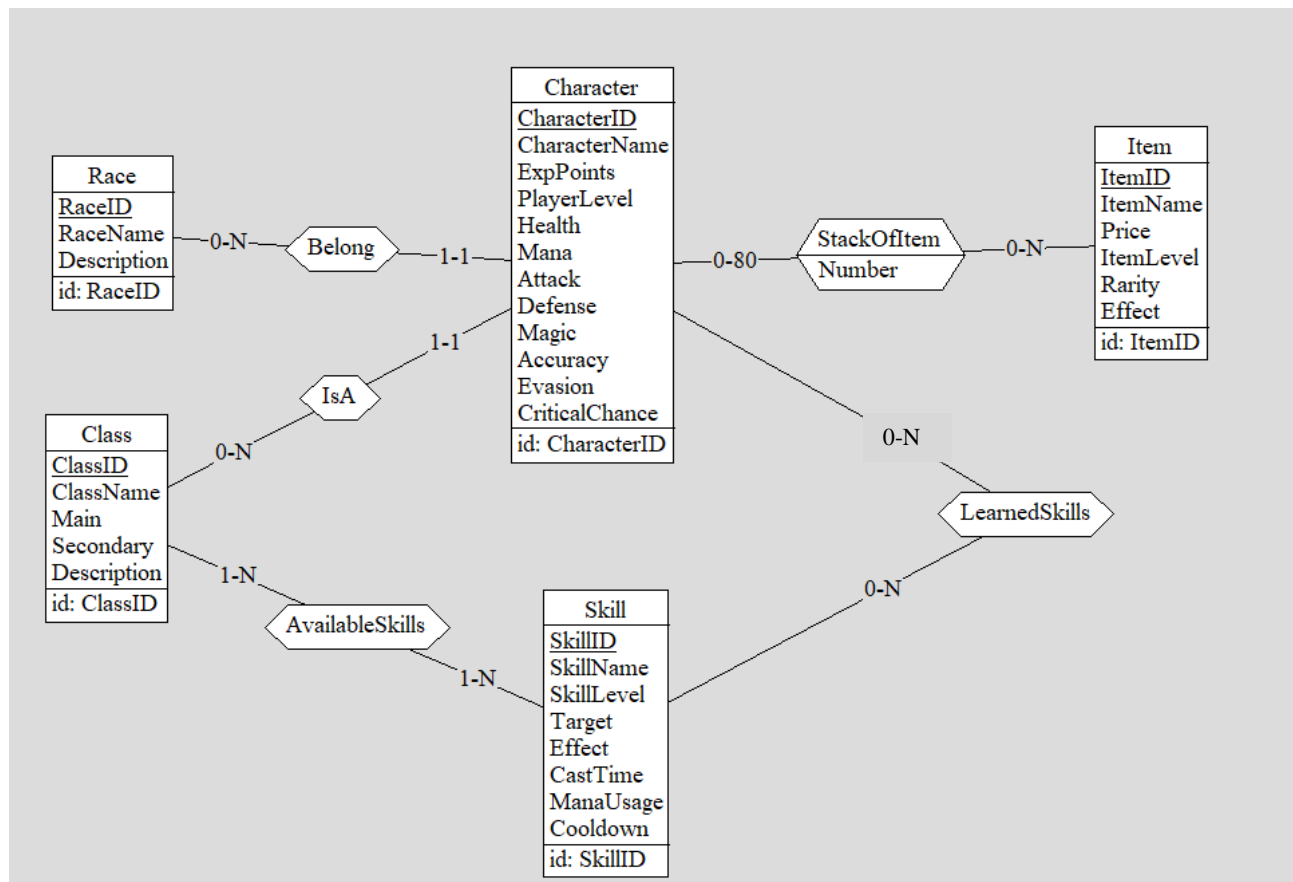 Character
CharacterID
CharacterName
ExpPoints
PlayerLevel
Health
Mana
Attack
Defense
Magic
Accuracy
Evasion
CriticalChance
id: CharacterID
Item
ItemID
ItemName
Price
ItemLevel
Rarity
Effect
id: ItemID
Race
RaceID
RaceName
Description
id: RaceID
0-N
Belong
1-1
0-80
StackOfItem
Number
0-N
1-1
IsA
0-N
Class
ClassID
ClassName
Main
Secondary
Description
id: ClassID
0-N
LearnedSkills
0-N
1-N
AvailableSkills
1-N
Skill
SkillID
SkillName
SkillLevel
Target
Effect
CastTime
ManaUsage
Cooldown
id: SkillID